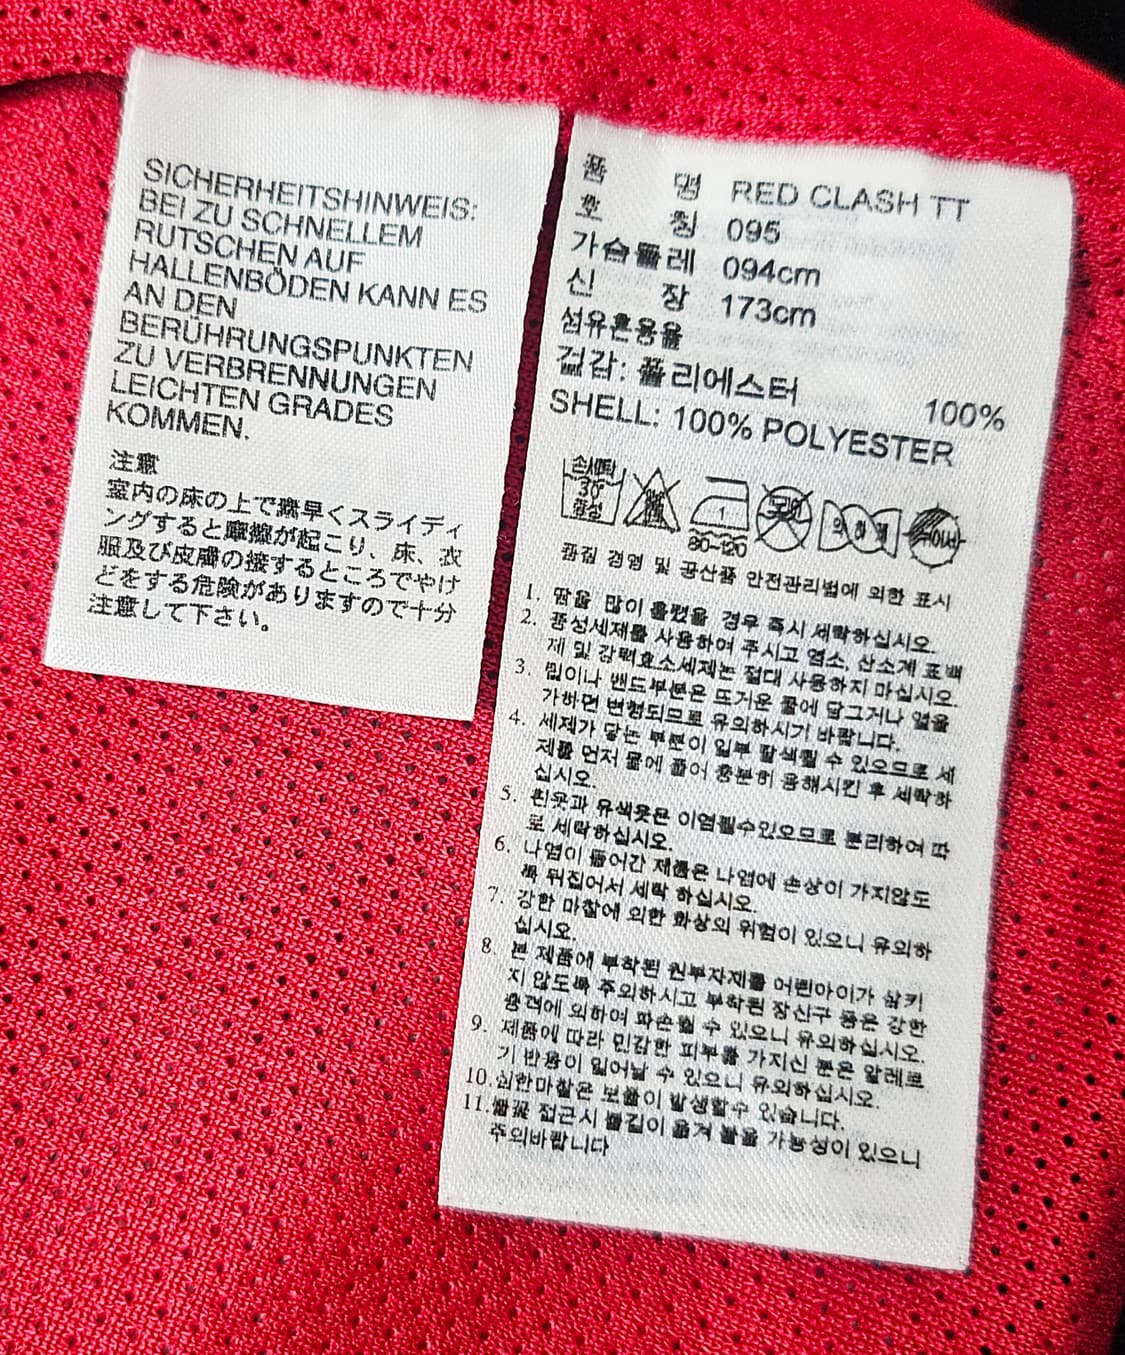 SICHERHEITSHINWEIS:
BEI ZU SCHNELLEM
RUTSCHEN AUF
HALLENBÖDEN KANN ES
AN DEN
BERÜHRUNGSPUNKTEN
ZU VERBRENNUNGEN
LEICHTEN GRADES
KOMMEN.
注意
室内の床の上で素早くスライディ
ングすると摩擦が起こり、床、衣
服及び皮膚の接するところでやけ
どをする危険がありますので十分
注意して下さい。
품 명 RED CLASH TT
호 칭 095
가슴둘레 094cm
신 장 173cm
섬유혼용율
겉감: 폴리에스터 100%
SHELL: 100% POLYESTER
손세탁
30°
중성
1
80-120
드라이
약하게
품질 경영 및 공산품 안전관리법에 의한 표시
1. 땀을 많이 흘렸을 경우 즉시 세탁하십시오.
2. 중성세제를 사용하여 주시고 염소, 산소계 표백
제 및 강력효소세제는 절대 사용하지 마십시오.
3. 밑이나 밴드부분은 뜨거운 물에 담그거나 열을
가하면 변형되므로 유의하시기 바랍니다.
4. 세제가 닿는 부분이 일부 탈색될 수 있으므로 세
제를 먼저 물에 풀어 충분히 용해시킨 후 세탁하
십시오.
5. 흰옷과 유색옷은 이염될수있으므로 분리하여 따
로 세탁하십시오.
6. 나염이 들어간 제품은 나염에 손상이 가지않도
록 뒤집어서 세탁 하십시오.
7. 강한 마찰에 의한 화상의 위험이 있으니 유의하
십시오.
8. 본 제품에 부착된 원부자재를 어린아이가 삼키
지 않도록 주의하시고 부착된 장신구 등은 강한
충격에 의하여 파손될 수 있으니 유의하십시오.
9. 제품에 따라 민감한 피부를 가지신 분은 알레르
기 반응이 일어날 수 있으니 유의하십시오.
10.심한마찰은 보풀이 발생할수 있습니다.
11.불꽃 접근시 불길이 옮겨 붙을 가능성이 있으니
주의바랍니다